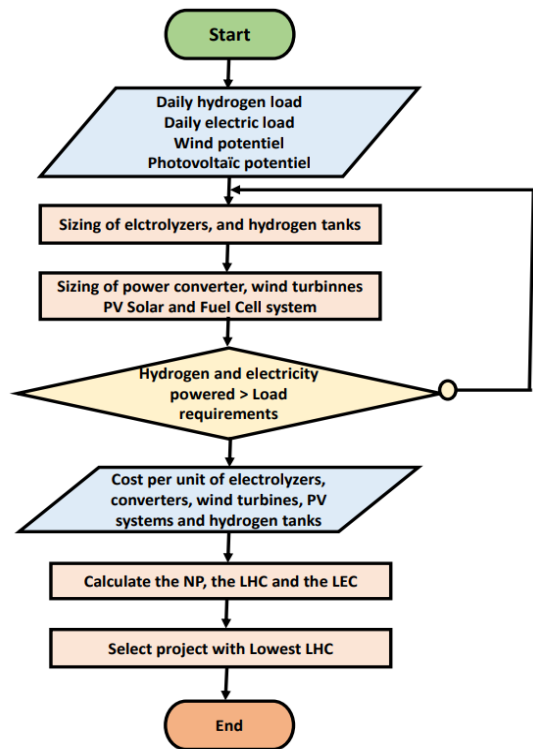 Start
Daily hydrogen load
Daily electric load
Wind potentiel
Photovoltaïc potentiel
Sizing of elctrolyzers, and hydrogen tanks
Sizing of power converter, wind turbinnes
PV Solar and Fuel Cell system
Hydrogen and electricity
powered > Load
requirements
Cost per unit of electrolyzers,
converters, wind turbines, PV
systems and hydrogen tanks
Calculate the NP, the LHC and the LEC
Select project with Lowest LHC
End